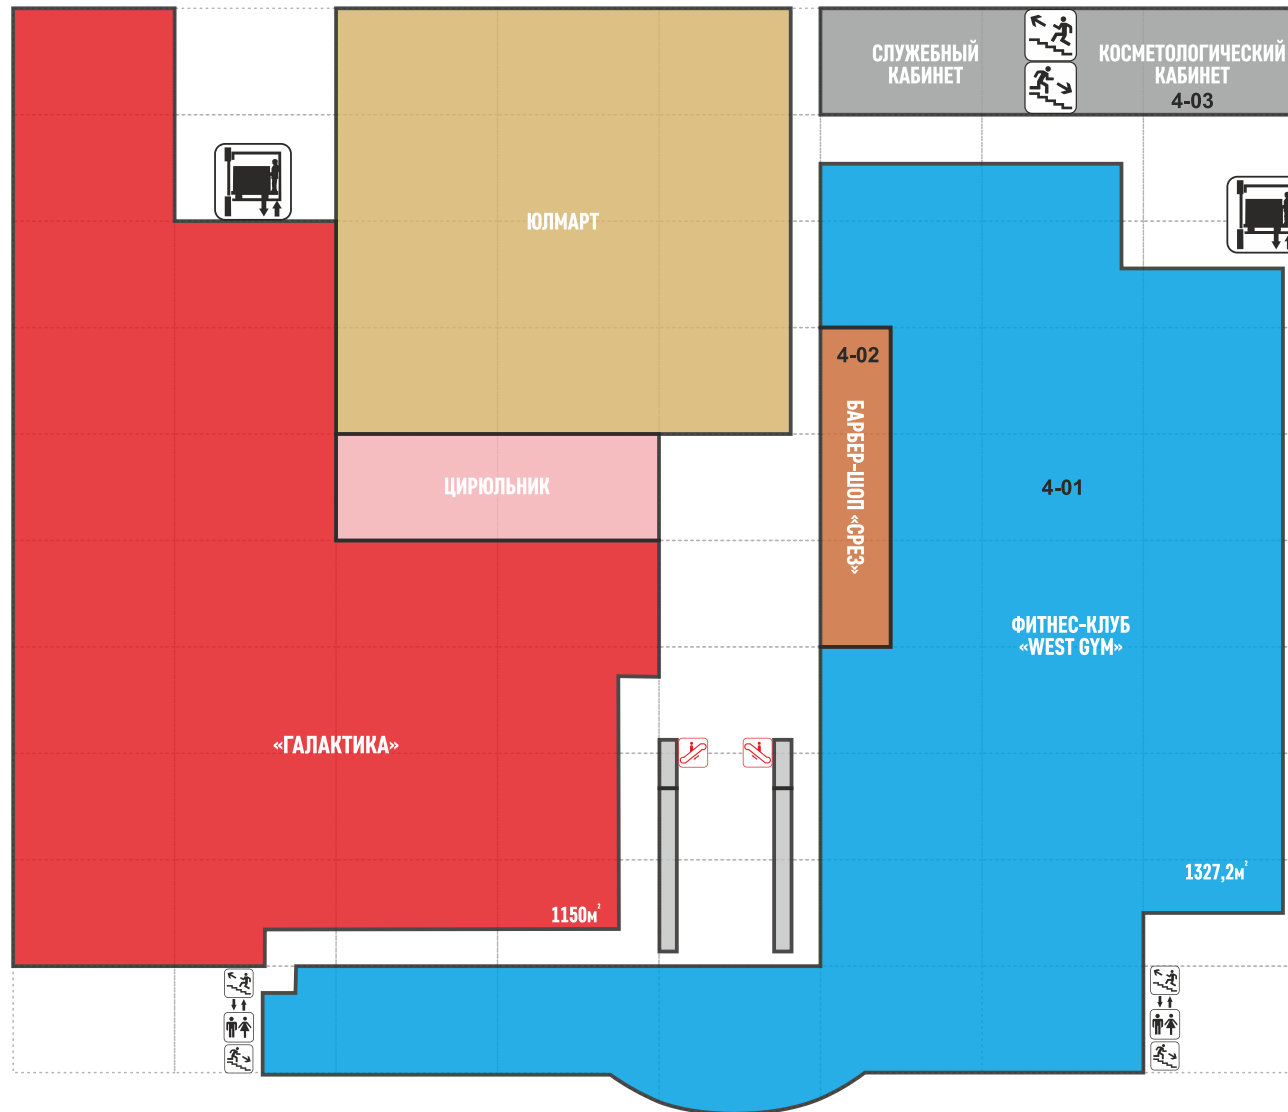 СЛУЖЕБНЫЙ
КАБИНЕТ
КОСМЕТОЛОГИЧЕСКИЙ
КАБИНЕТ
4-03
ЮЛМАРТ
4-02
БАРБЕР-ШОП «СРЕЗ»
ЦИРЮЛЬНИК
4-01
ФИТНЕС-КЛУБ
«WEST GYM»
«ГАЛАКТИКА»
1327,2м²
1150м²